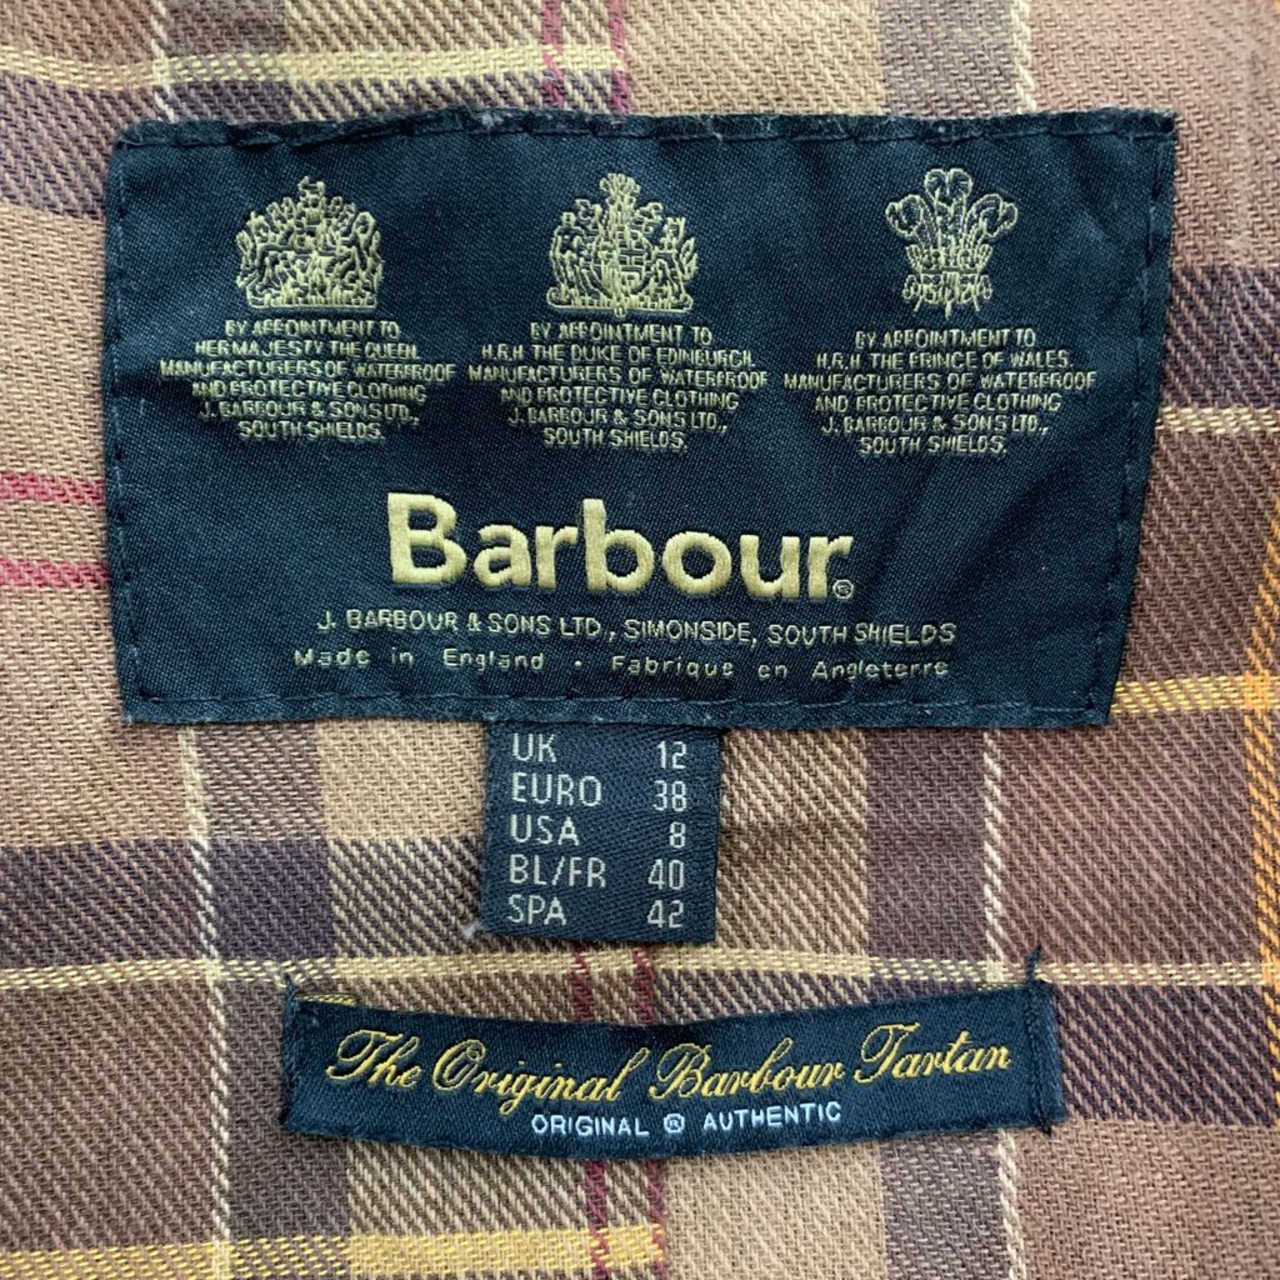 BY APPOINTMENT TO
HER MAJESTY THE QUEEN
MANUFACTURERS OF WATERPROOF
AND PROTECTIVE CLOTHING
J. BARBOUR & SONS LTD.,
SOUTH SHIELDS.
BY APPOINTMENT TO
H.R.H THE DUKE OF EDINBURGH
MANUFACTURERS OF WATERPROOF
AND PROTECTIVE CLOTHING
J. BARBOUR & SONS LTD.,
SOUTH SHIELDS.
BY APPOINTMENT TO
H.R.H THE PRINCE OF WALES
MANUFACTURERS OF WATERPROOF
AND PROTECTIVE CLOTHING
J. BARBOUR & SONS LTD.,
SOUTH SHIELDS.
Barbour®
J. BARBOUR & SONS LTD., SIMONSIDE, SOUTH SHIELDS
Made in England · Fabrique en Angleterre
UK 12
EURO 38
USA 8
BL/FR 40
SPA 42
The Original Barbour Tartan
ORIGINAL ® AUTHENTIC